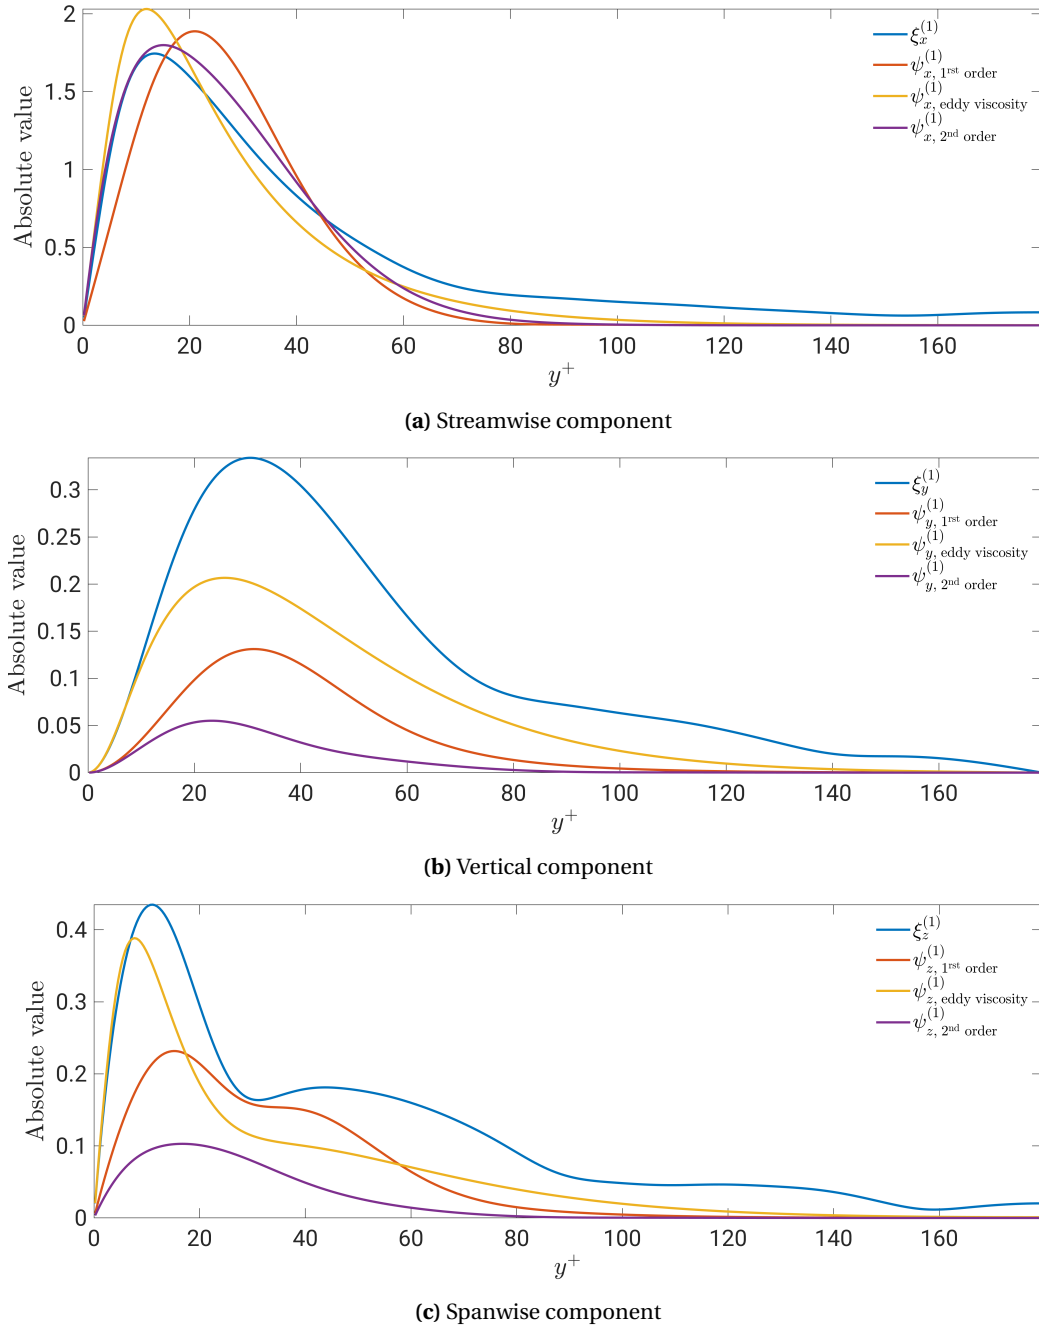 2
1.5
1
0.5
0
Absolute value
ξx(1)
ψx, 1rst order(1)
ψx, eddy viscosity(1)
ψx, 2nd order(1)
0 20 40 60 80 100 120 140 160
y+
(a) Streamwise component
0.3
0.25
0.2
0.15
0.1
0.05
0
Absolute value
ξy(1)
ψy, 1rst order(1)
ψy, eddy viscosity(1)
ψy, 2nd order(1)
0 20 40 60 80 100 120 140 160
y+
(b) Vertical component
0.4
0.3
0.2
0.1
0
Absolute value
ξz(1)
ψz, 1rst order(1)
ψz, eddy viscosity(1)
ψz, 2nd order(1)
0 20 40 60 80 100 120 140 160
y+
(c) Spanwise component